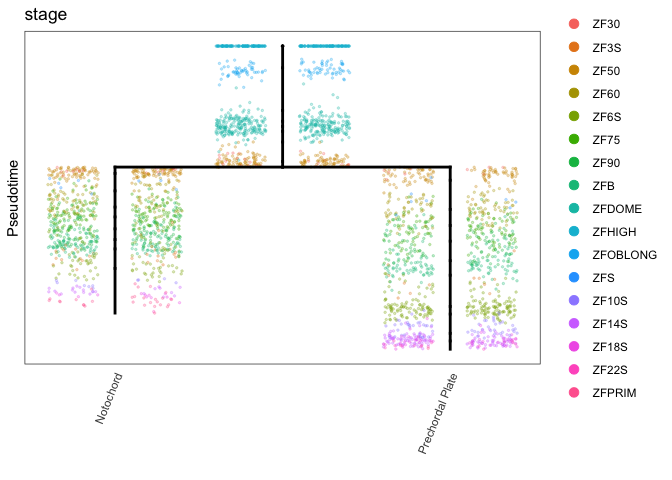 stage
Pseudotime
Notochord
Prechordal Plate
ZF30
ZF3S
ZF50
ZF60
ZF6S
ZF75
ZF90
ZFB
ZFDOME
ZFHIGH
ZFOBLONG
ZFS
ZF10S
ZF14S
ZF18S
ZF22S
ZFPRIM